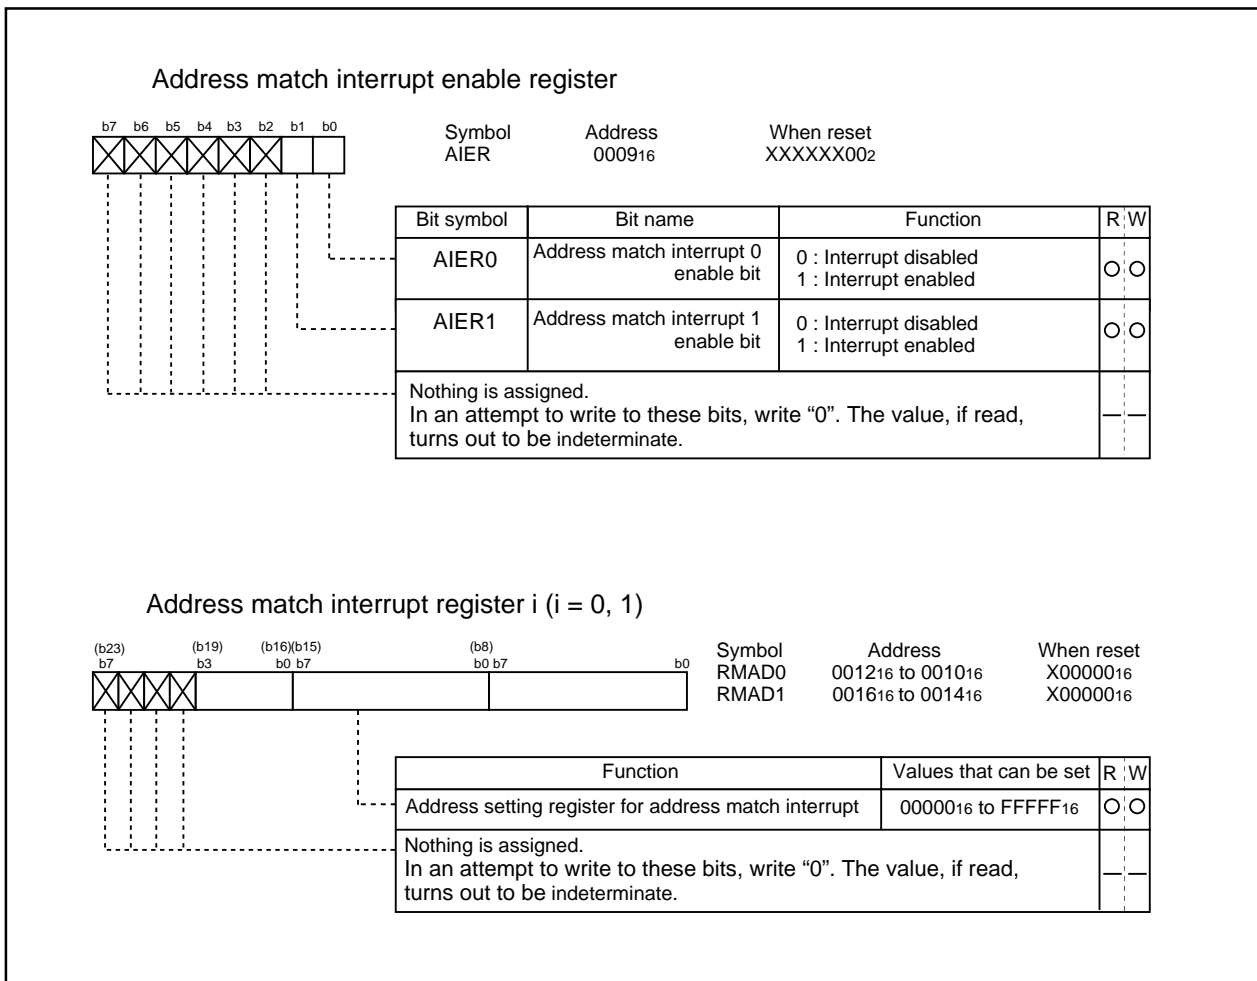 Address match interrupt enable register
b7 b6 b5 b4 b3 b2 b1 b0
Symbol Address When reset
AIER 000916 XXXXXX002
Bit symbol Bit name Function R W
AIER0 Address match interrupt 0 enable bit 0 : Interrupt disabled
1 : Interrupt enabled
AIER1 Address match interrupt 1 enable bit 0 : Interrupt disabled
1 : Interrupt enabled
Nothing is assigned.
In an attempt to write to these bits, write “0”. The value, if read,
turns out to be indeterminate.
Address match interrupt register i (i = 0, 1)
(b23) (b19) (b16)(b15) (b8)
b7 b3 b0 b7 b0 b7 b0
Symbol Address When reset
RMAD0 001216 to 001016 X0000016
RMAD1 001616 to 001416 X0000016
Function Values that can be set R W
Address setting register for address match interrupt 0000016 to FFFFF16
Nothing is assigned.
In an attempt to write to these bits, write “0”. The value, if read,
turns out to be indeterminate.